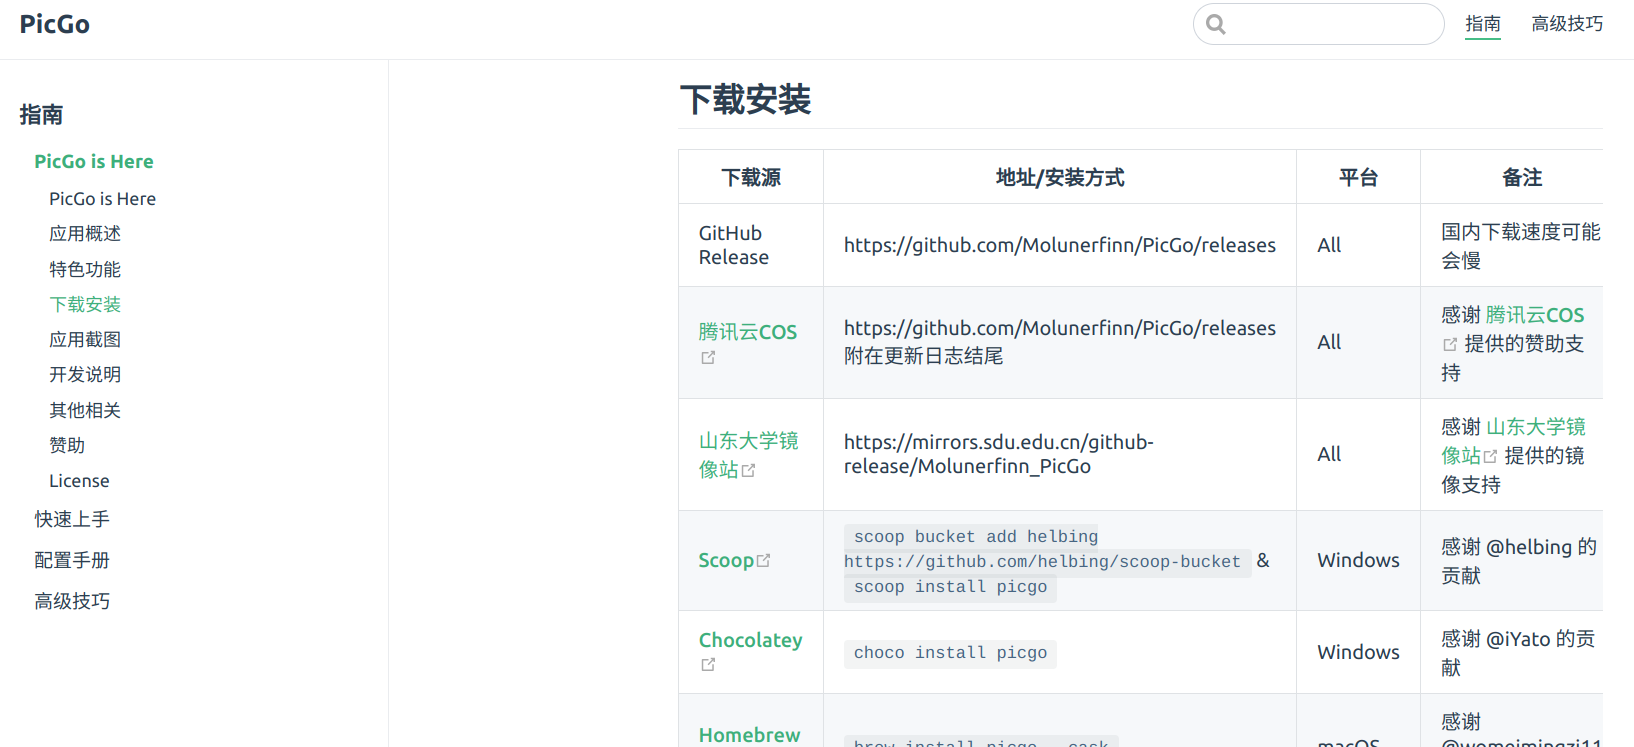 PicGo
指南
高级技巧
指南
PicGo is Here
PicGo is Here
应用概述
特色功能
下载安装
应用截图
开发说明
其他相关
赞助
License
快速上手
配置手册
高级技巧
下载安装
下载源
地址/安装方式
平台
备注
GitHub
Release
https://github.com/Molunerfinn/PicGo/releases
All
国内下载速度可能
会慢
腾讯云COS
https://github.com/Molunerfinn/PicGo/releases
附在更新日志结尾
All
感谢 腾讯云COS
提供的赞助支
持
山东大学镜
像站
https://mirrors.sdu.edu.cn/github-
release/Molunerfinn_PicGo
All
感谢 山东大学镜
像站 提供的镜
像支持
Scoop
scoop bucket add helbing
https://github.com/helbing/scoop-bucket &
scoop install picgo
Windows
感谢 @helbing 的
贡献
Chocolatey
choco install picgo
Windows
感谢 @iYato 的贡
献
Homebrew
brew install picgo --cask
macOS
感谢
@womeimingzi11